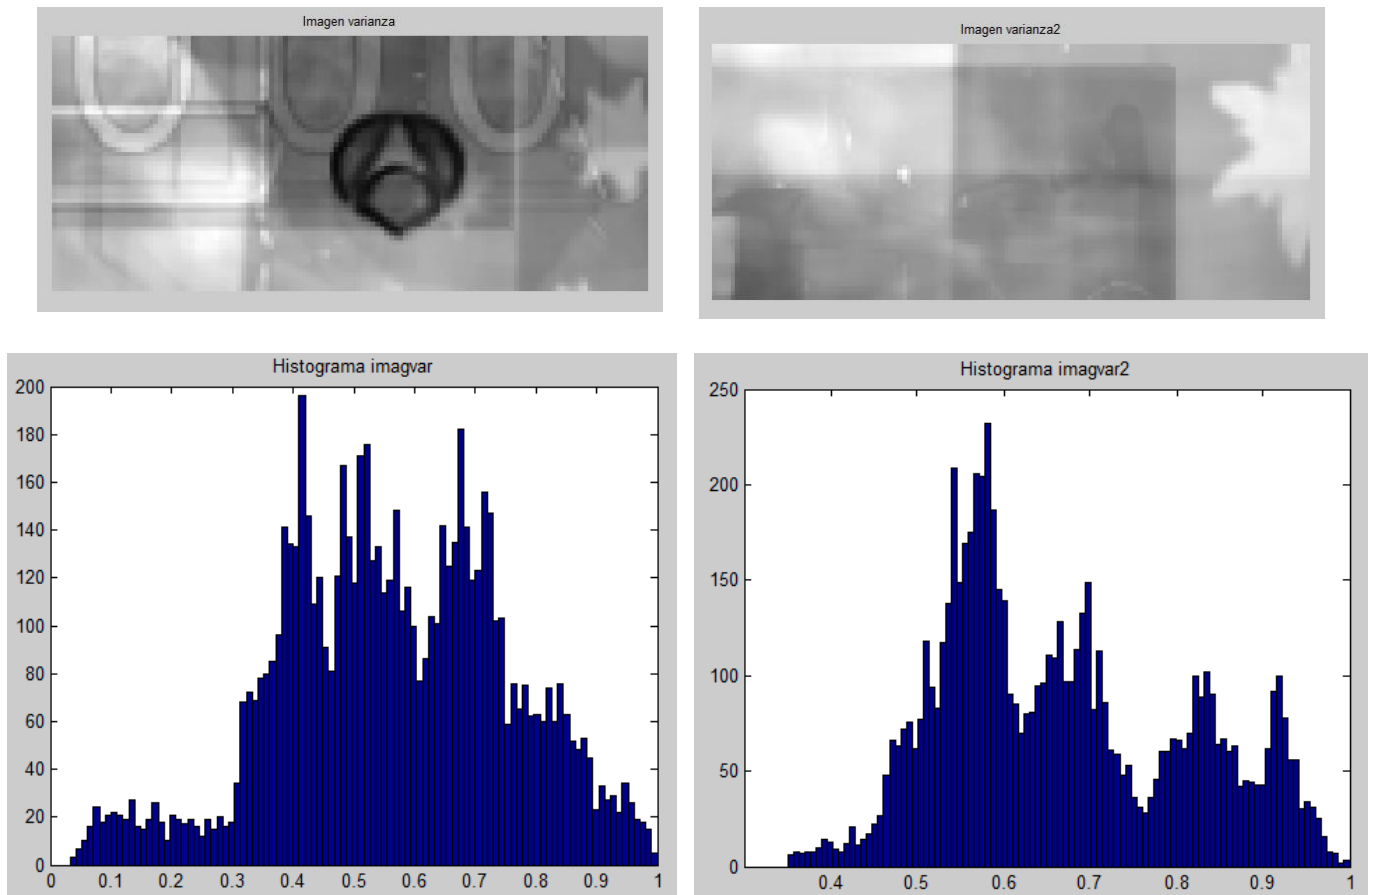 Imagen varianza
Imagen varianza2
Histograma imagvar
200
180
160
140
120
100
80
60
40
20
0
0 0.1 0.2 0.3 0.4 0.5 0.6 0.7 0.8 0.9 1
Histograma imagvar2
250
200
150
100
50
0
0.4 0.5 0.6 0.7 0.8 0.9 1